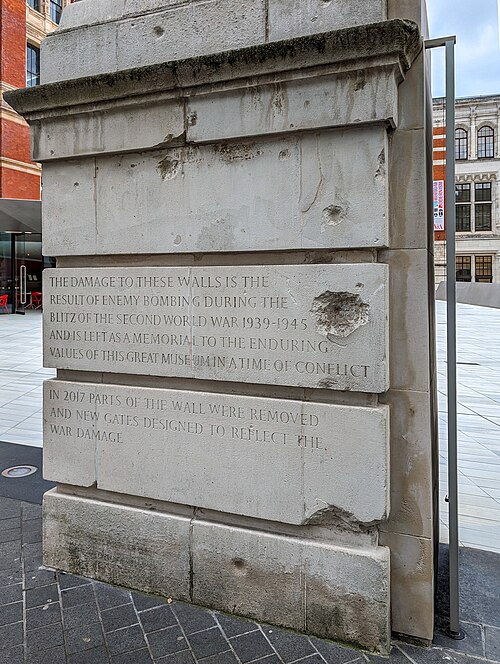 THE DAMAGE TO THESE WALLS IS THE
RESULT OF ENEMY BOMBING DURING THE
BLITZ OF THE SECOND WORLD WAR 1939-1945
AND IS LEFT AS A MEMORIAL TO THE ENDURING
VALUES OF THIS GREAT MUSEUM IN A TIME OF CONFLICT
IN 2017 PARTS OF THE WALL WERE REMOVED
AND NEW GATES DESIGNED TO REFLECT THE
WAR DAMAGE